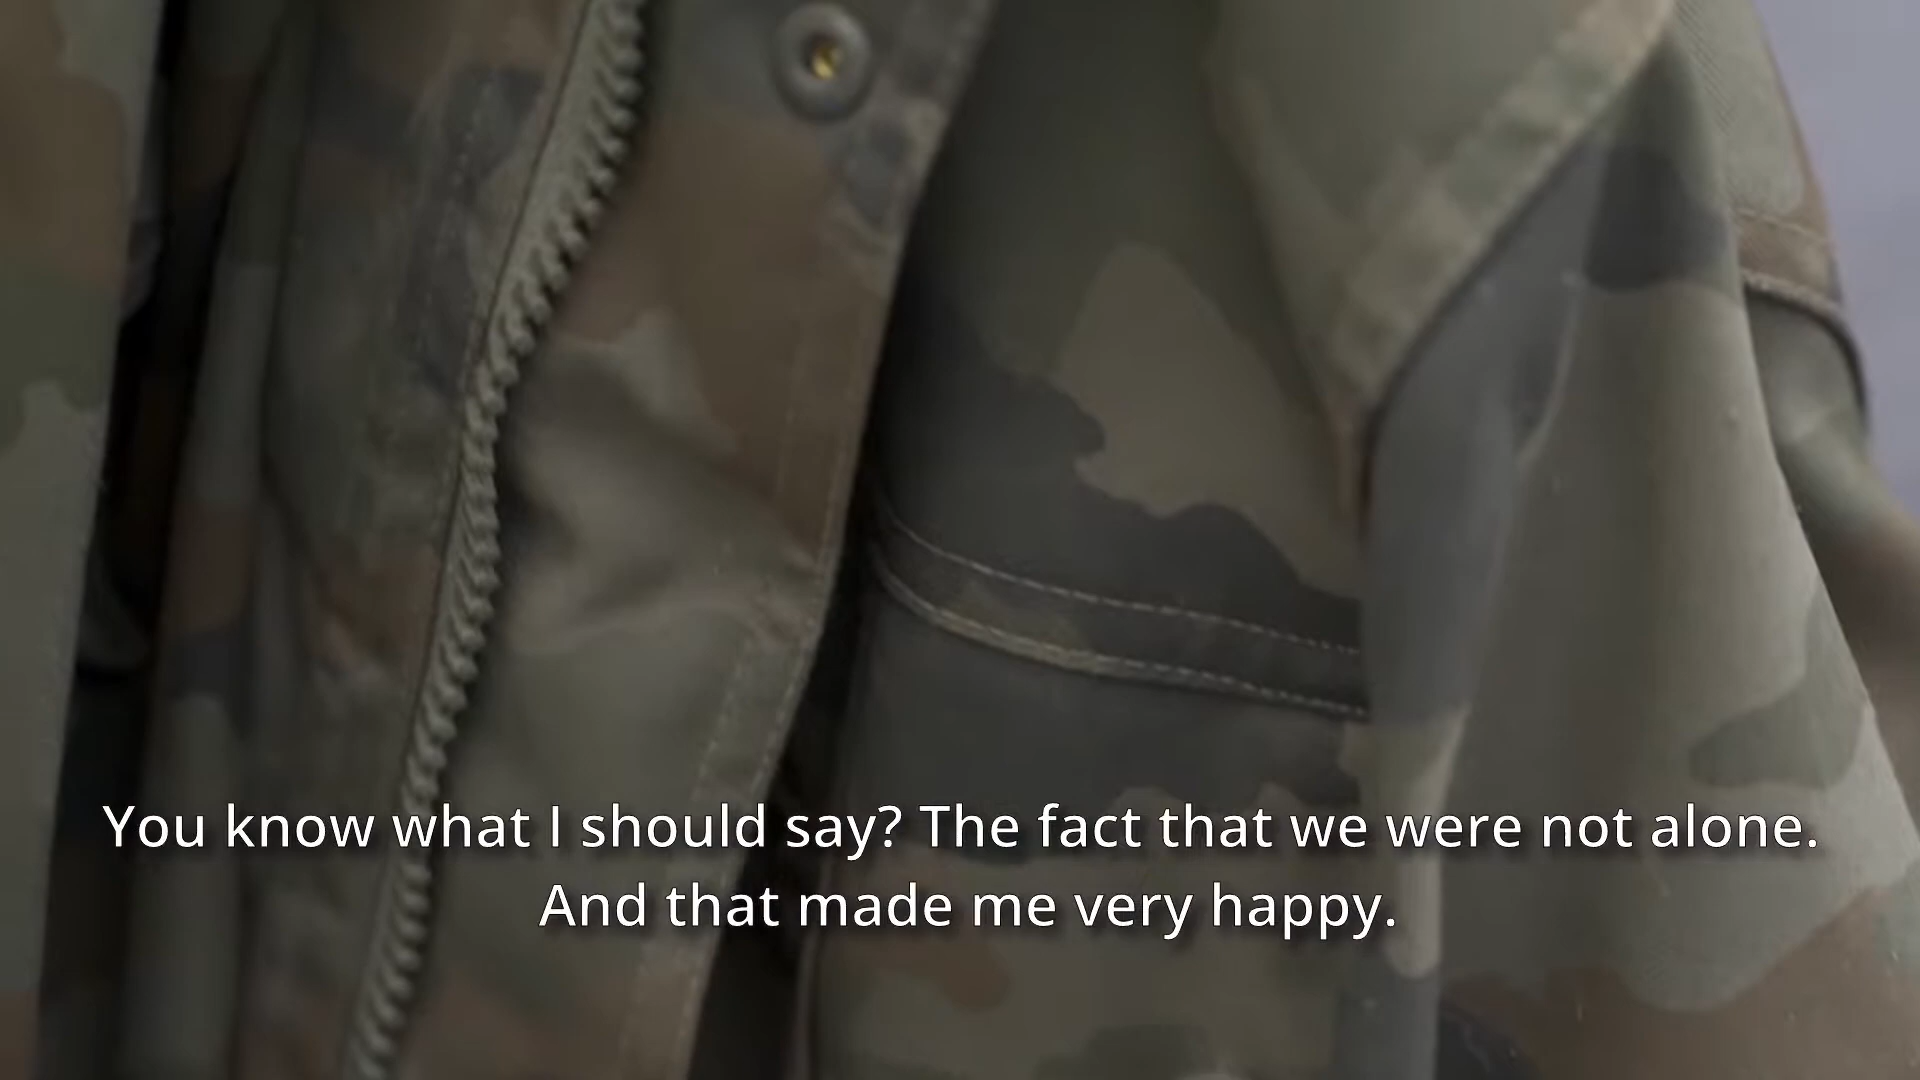 You know what I should say? The fact that we were not alone.
And that made me very happy.